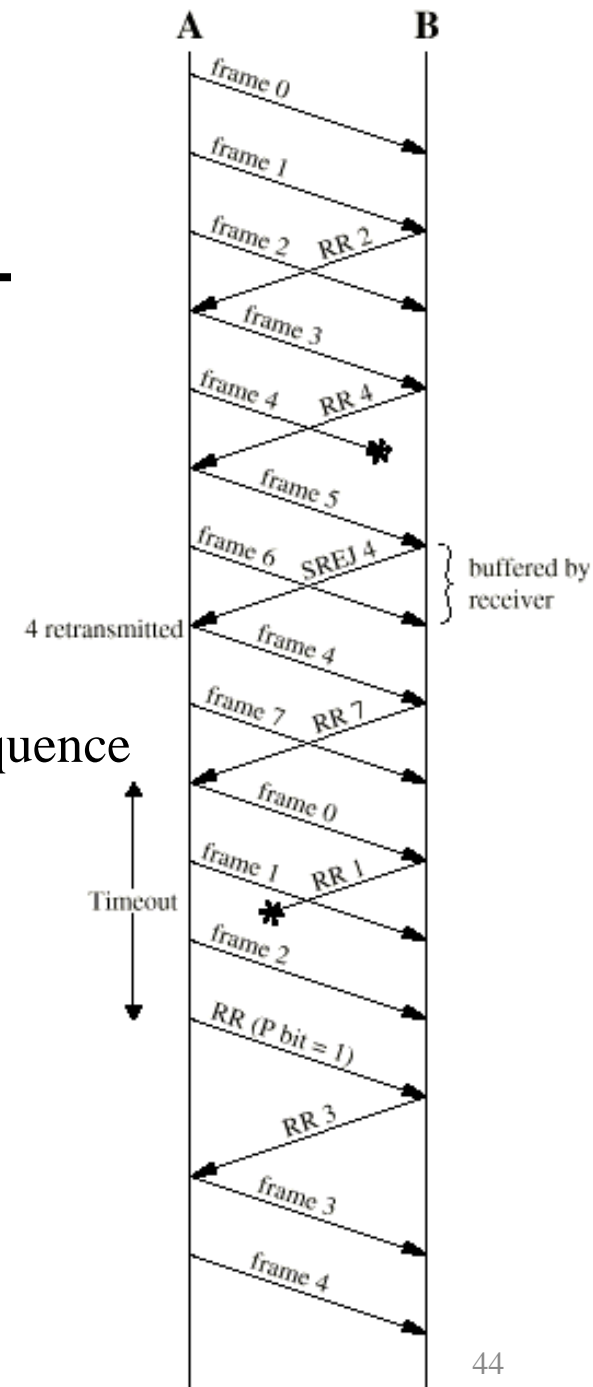 A B
frame 0
frame 1
frame 2 RR 2
frame 3
frame 4 RR 4
frame 5
frame 6 SREJ 4
buffered by
receiver
4 retransmitted
frame 4
frame 7 RR 7
quence
frame 0
frame 1 RR 1
Timeout
frame 2
RR (P bit = 1)
RR 3
frame 3
frame 4
44